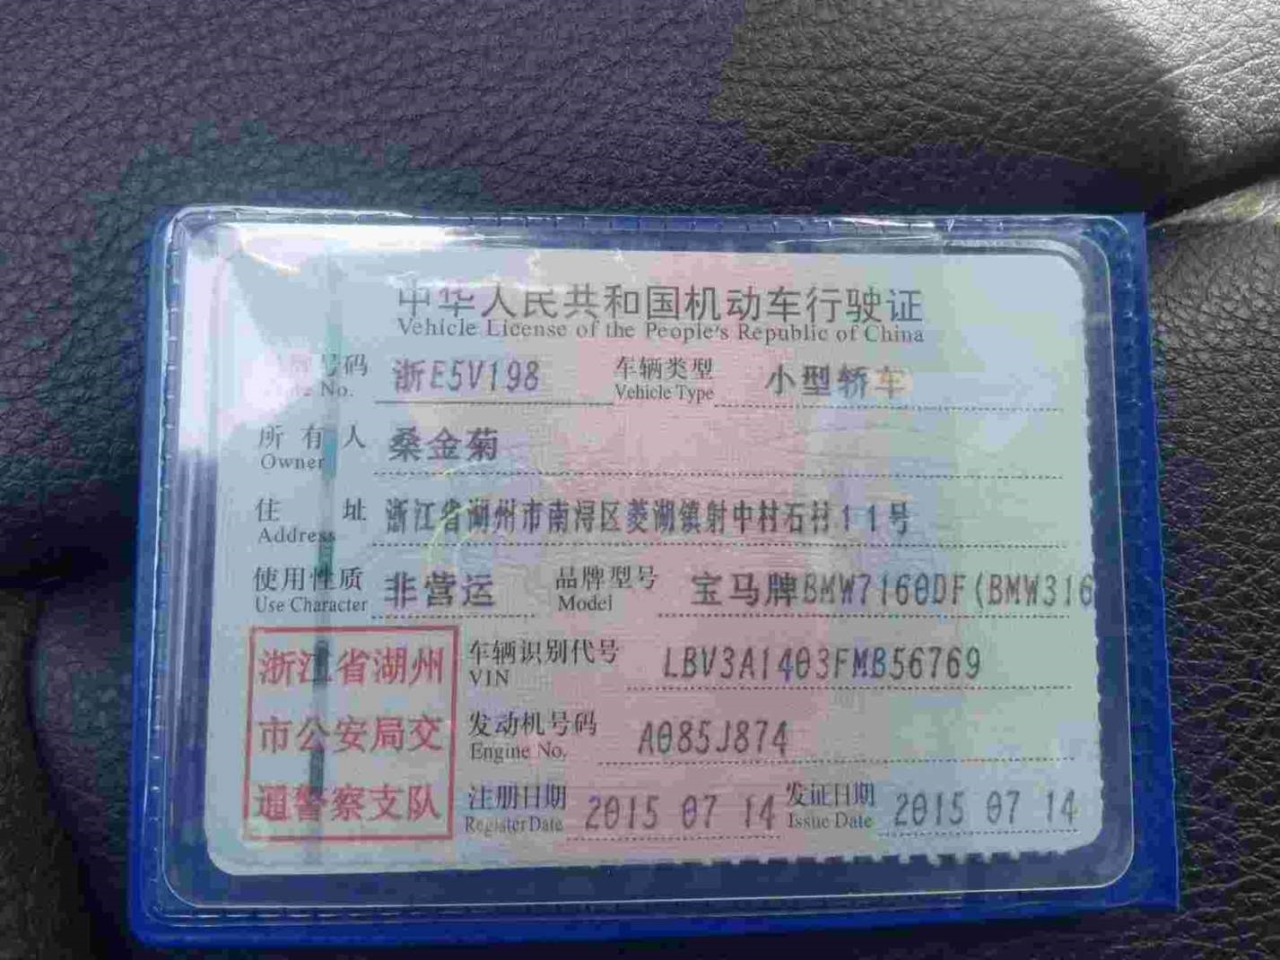 中华人民共和国机动车行驶证
Vehicle License of the People's Republic of China
号码 浙E5V198 车辆类型 小型轿车
No. Vehicle Type
所有人 桑金菊
Owner
住址 浙江省湖州市南浔区菱湖镇射中村石村11号
Address
使用性质 非营运 品牌型号 宝马牌BMW7160DF(BMW316
Use Character Model
浙江省湖州
市公安局交
通警察支队
车辆识别代号 LBV3A1403FMB56769
VIN
发动机号码 A085J874
Engine No.
注册日期 2015 07 14 发证日期 2015 07 14
Register Date Issue Date